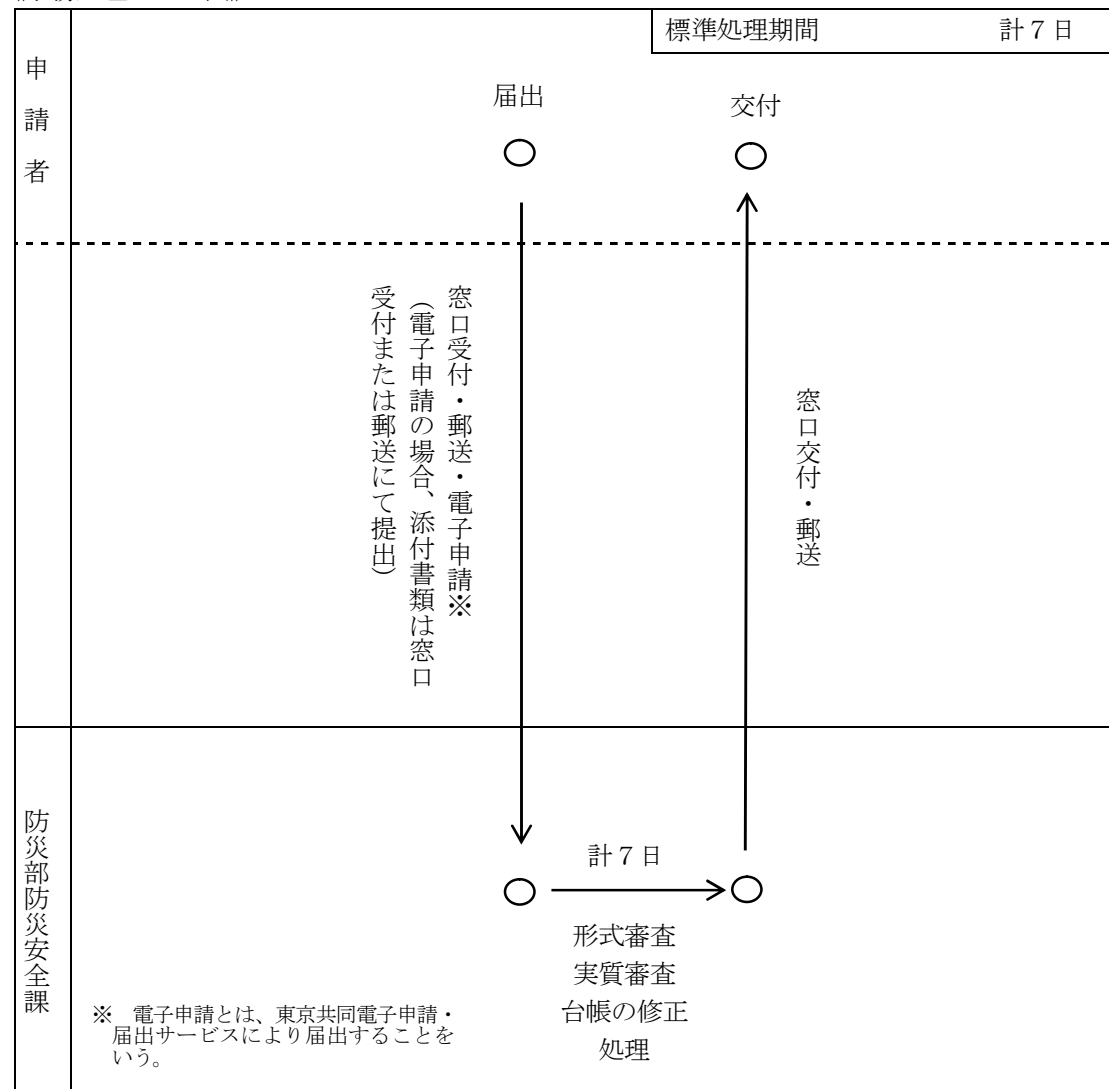 標準処理期間　計７日
申請者
届出
交付
窓口受付・郵送・電子申請※
（電子申請の場合、添付書類は窓口
受付または郵送にて提出）
窓口交付・郵送
防災部防災安全課
計７日
形式審査
実質審査
台帳の修正
処理
※　電子申請とは、東京共同電子申請・
届出サービスにより届出することを
いう。